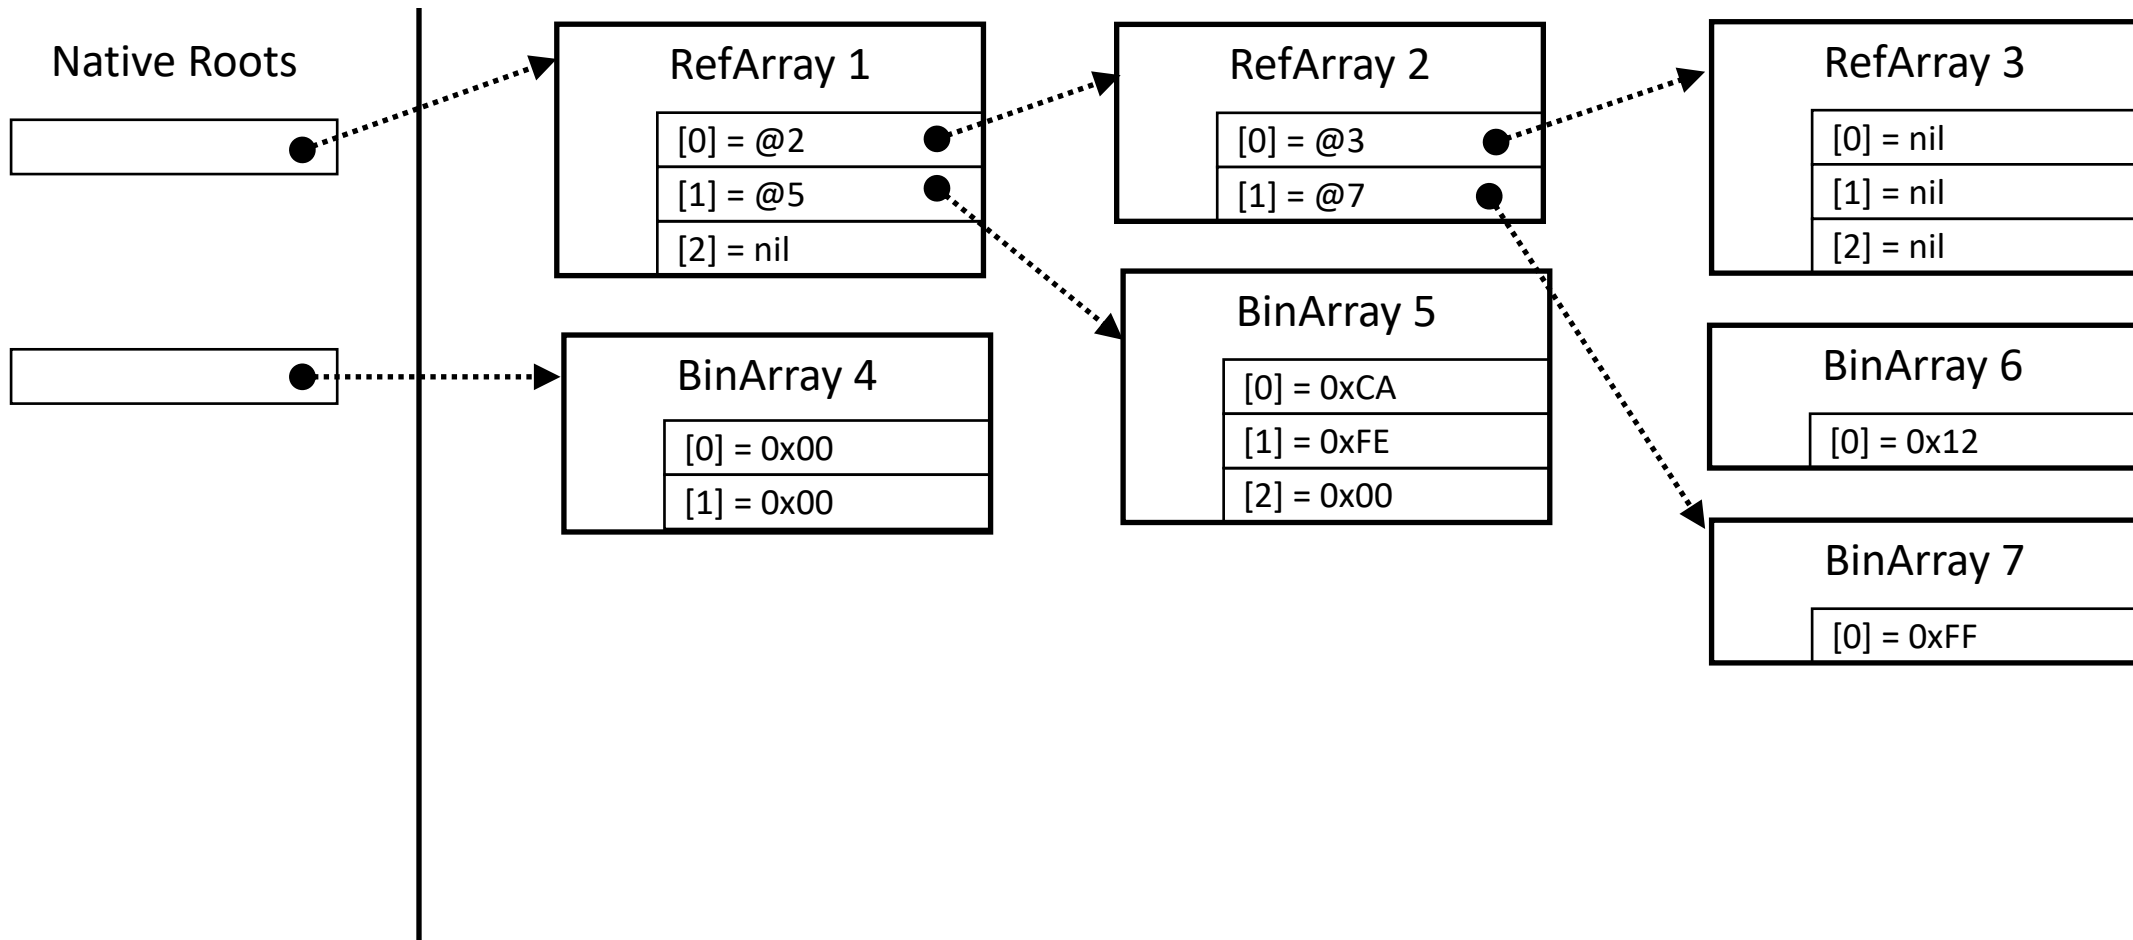 Native Roots
RefArray 1
[0] = @2
[1] = @5
[2] = nil
BinArray 4
[0] = 0x00
[1] = 0x00
RefArray 2
[0] = @3
[1] = @7
BinArray 5
[0] = 0xCA
[1] = 0xFE
[2] = 0x00
RefArray 3
[0] = nil
[1] = nil
[2] = nil
BinArray 6
[0] = 0x12
BinArray 7
[0] = 0xFF